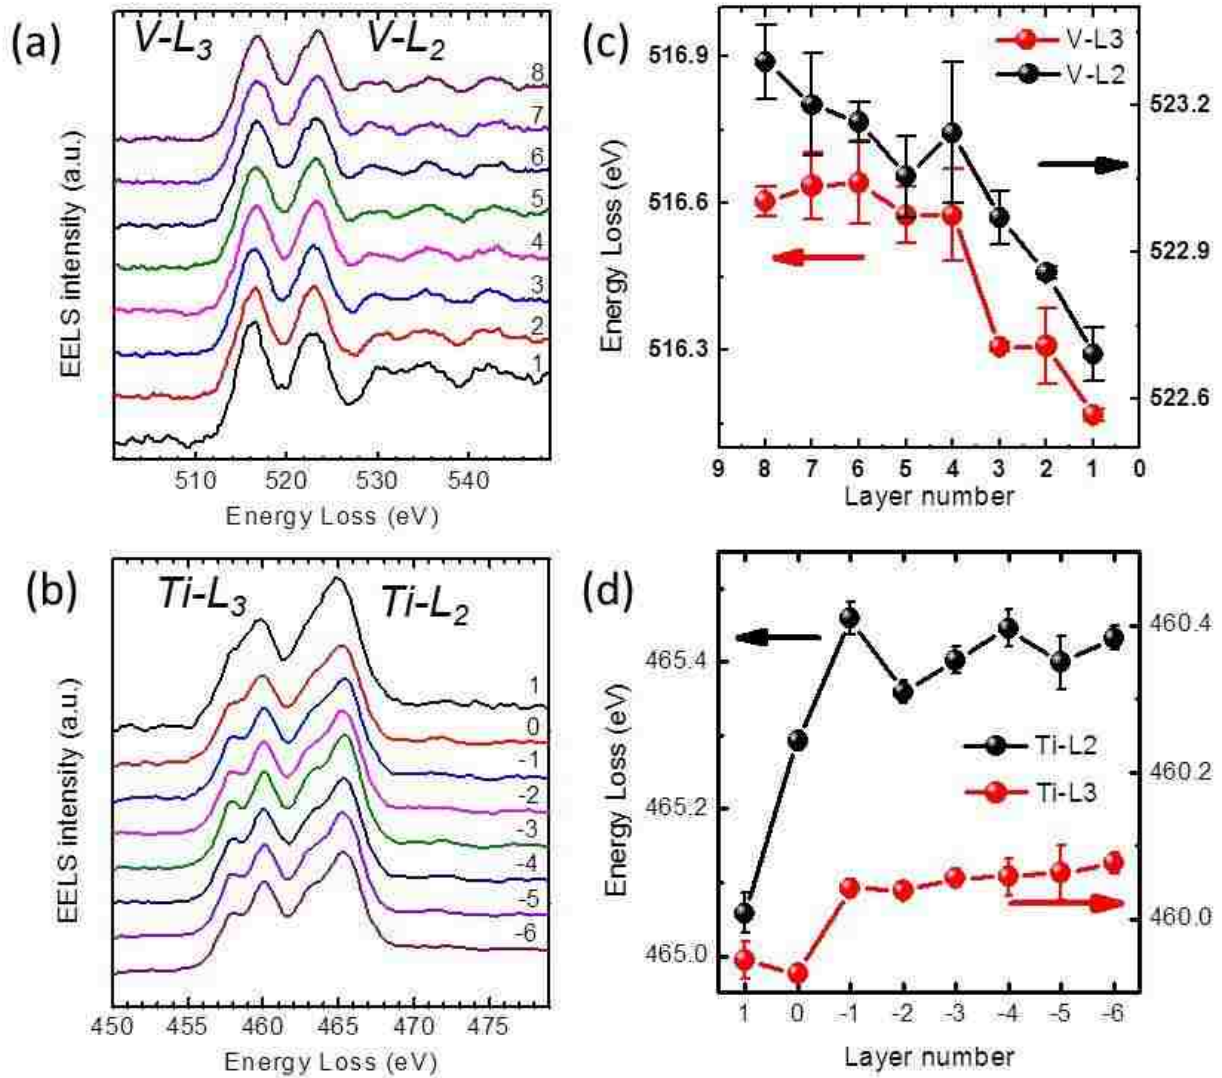 (a)
V-L3
V-L2
8
7
6
5
4
3
2
1
EELS intensity (a.u.)
510 520 530 540
Energy Loss (eV)
(c)
V-L3
V-L2
516.9
516.6
516.3
523.2
522.9
522.6
Energy Loss (eV)
9 8 7 6 5 4 3 2 1 0
Layer number
(b)
Ti-L3
Ti-L2
1
0
-1
-2
-3
-4
-5
-6
EELS intensity (a.u.)
450 455 460 465 470 475
Energy Loss (eV)
(d)
465.4
465.2
465.0
460.4
460.2
460.0
Ti-L2
Ti-L3
Energy Loss (eV)
1 0 -1 -2 -3 -4 -5 -6
Layer number